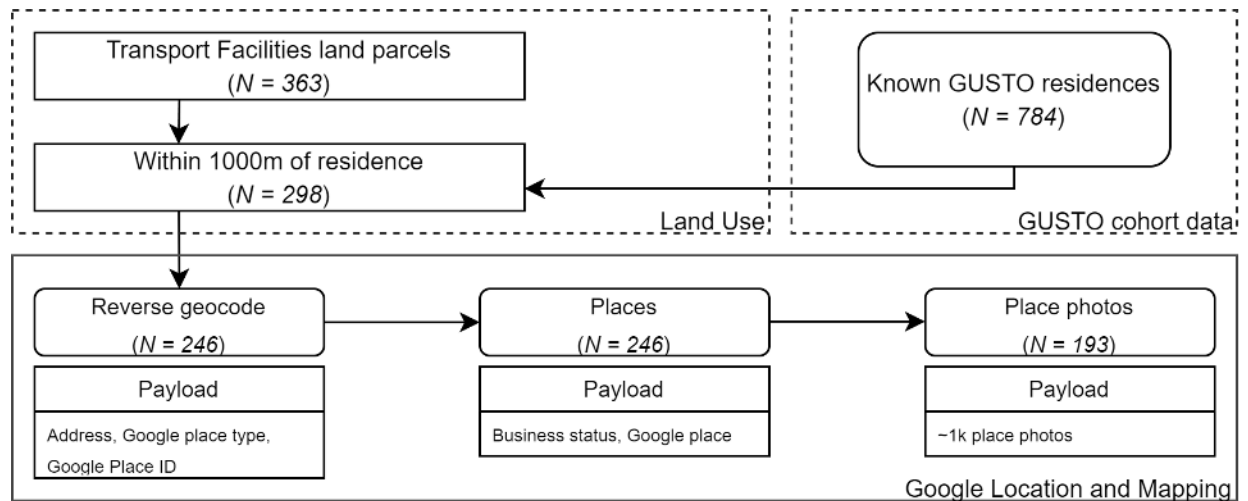 Transport Facilities land parcels
(N = 363)
Known GUSTO residences
(N = 784)
Within 1000m of residence
(N = 298)
Land Use
GUSTO cohort data
Reverse geocode
(N = 246)
Places
(N = 246)
Place photos
(N = 193)
Payload
Payload
Payload
Address, Google place type,
Google Place ID
Business status, Google place
~1k place photos
Google Location and Mapping